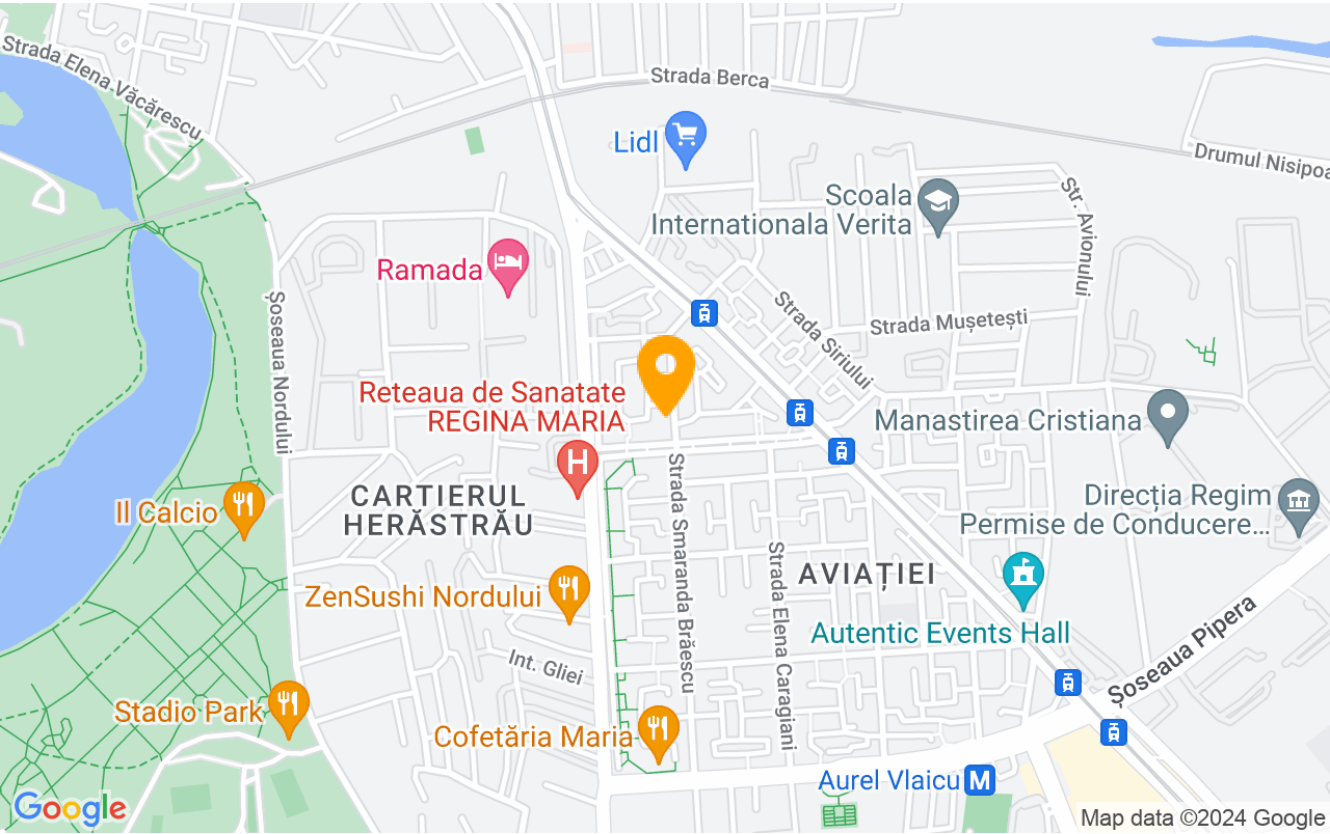 Strada Elena Văcărescu
Strada Berca
Lidl
Drumul Nisipoa
Scoala
Internationala Verita
Str. Avionului
Ramada
Șoseaua Nordului
Strada Siriului
Strada Mușetești
Reteaua de Sanatate
REGINA MARIA
H
Manastirea Cristiana
CARTIERUL
HERĂSTRĂU
Il Calcio
Strada Smaranda Brăescu
Direcția Regim
Permise de Conducere...
Strada Elena Caragiani
AVIAȚIEI
ZenSushi Nordului
Autentic Events Hall
Int. Gliei
Șoseaua Pipera
Stadio Park
Cofetăria Maria
Aurel Vlaicu M
Google
Map data ©2024 Google